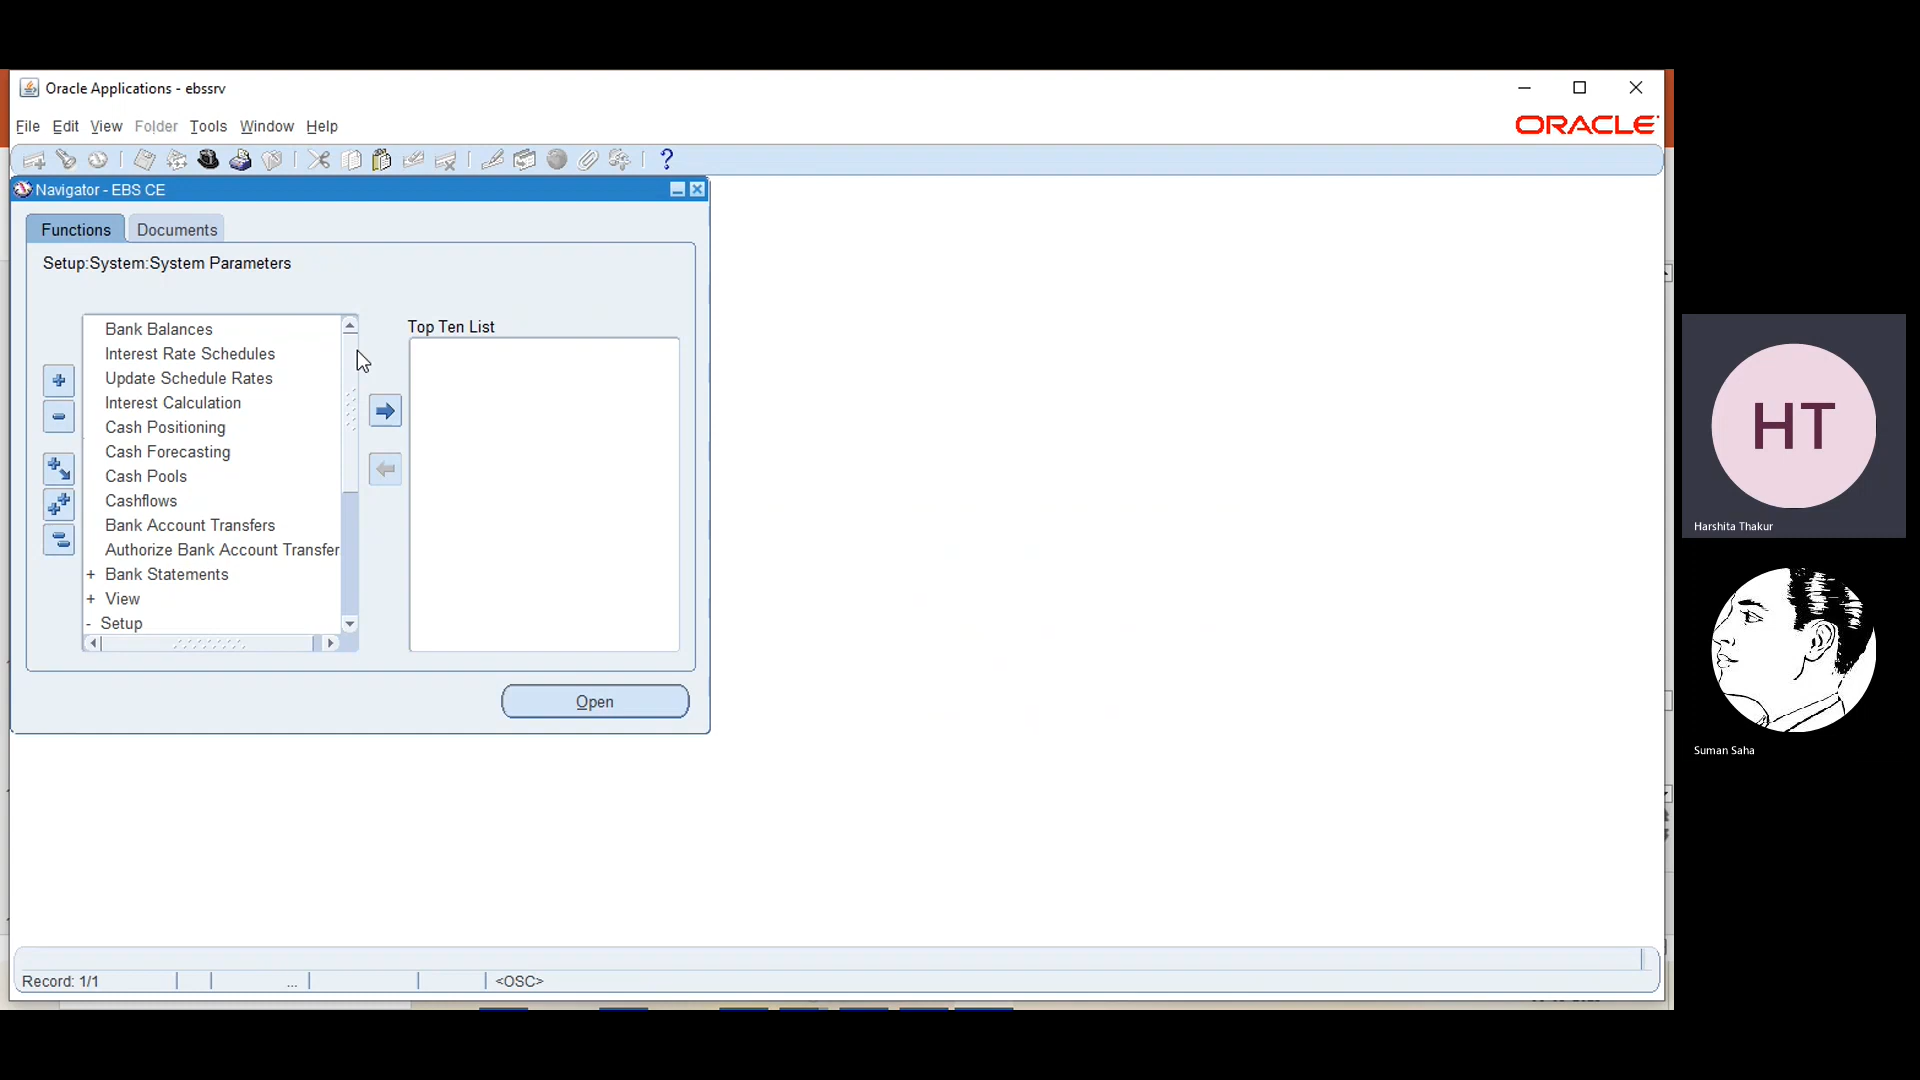 Oracle Applications - ebssrv
File Edit View Folder Tools Window Help
ORACLE
?
Navigator - EBS CE
Functions Documents
Setup:System:System Parameters
Top Ten List
Bank Balances
Interest Rate Schedules
Update Schedule Rates
Interest Calculation
Cash Positioning
Cash Forecasting
Cash Pools
Cashflows
Bank Account Transfers
Authorize Bank Account Transfer
+ Bank Statements
+ View
- Setup
Open
Record: 1/1 ... <OSC>
HT
Harshita Thakur
Suman Saha